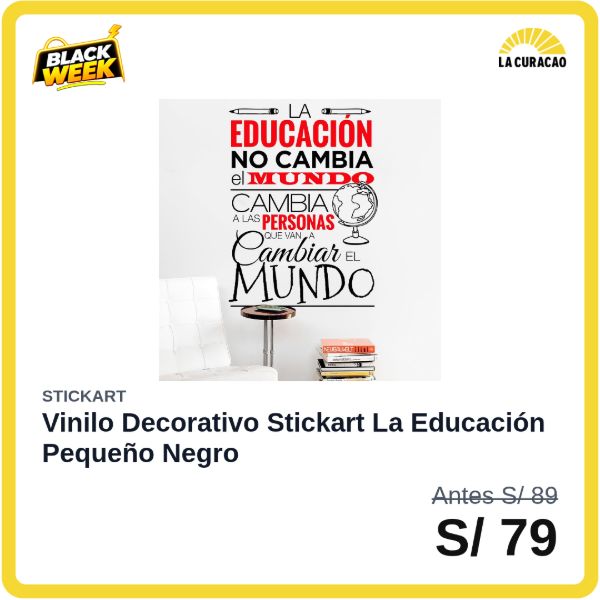 BLACK
WEEK
LA CURACAO
LA
EDUCACIÓN
NO CAMBIA
el MUNDO
CAMBIA
A LAS PERSONAS
QUE VAN A
Cambiar EL
MUNDO
STICKART
Vinilo Decorativo Stickart La Educación
Pequeño Negro
Antes S/ 89
S/ 79